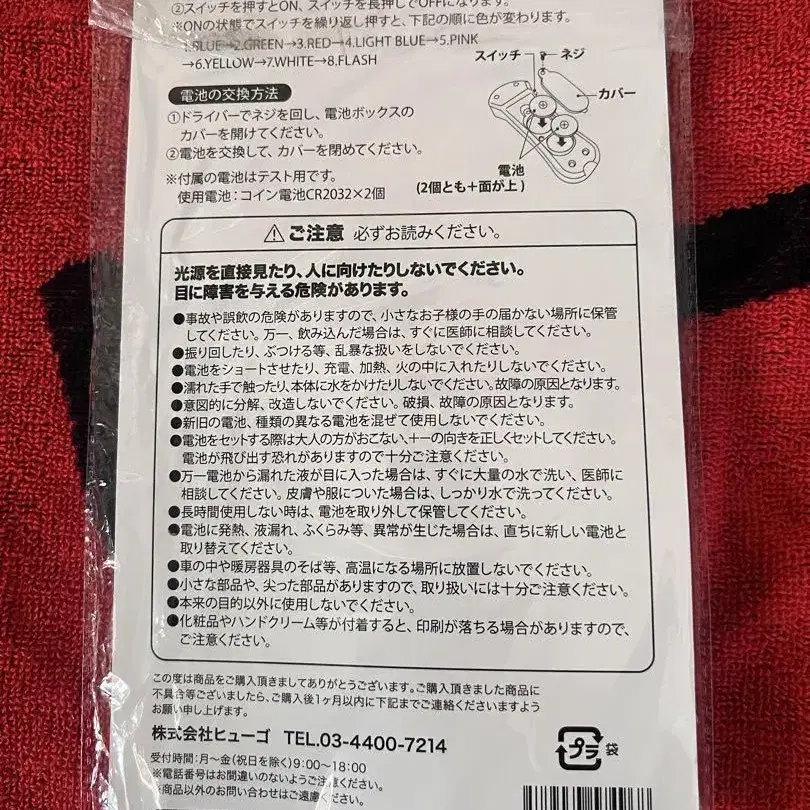 ②スイッチを押すとON、スイッチを長押しでOFFになります。
※ONの状態でスイッチを繰り返し押すと、下記の順に色が変わります。
1.BLUE→2.GREEN→3.RED→4.LIGHT BLUE→5.PINK
→6.YELLOW→7.WHITE→8.FLASH
スイッチ
ネジ
カバー
電池
(2個とも+面が上)
電池の交換方法
①ドライバーでネジを回し、電池ボックスの
カバーを開けてください。
②電池を交換して、カバーを閉めてください。
※付属の電池はテスト用です。
使用電池：コイン電池CR2032×2個
⚠ご注意 必ずお読みください。
光源を直接見たり、人に向けたりしないでください。
目に障害を与える危険があります。
●事故や誤飲の危険がありますので、小さなお子様の手の届かない場所に保管
してください。万一、飲み込んだ場合は、すぐに医師に相談してください。
●振り回したり、ぶつける等、乱暴な扱いをしないでください。
●電池をショートさせたり、充電、加熱、火の中に入れたりしないでください。
●濡れた手で触ったり、本体に水をかけたりしないでください。故障の原因となります。
●意図的に分解、改造しないでください。破損、故障の原因となります。
●新旧の電池、種類の異なる電池を混ぜて使用しないでください。
●電池をセットする際は大人の方がおこない、+−の向きを正しくセットしてください。
電池が飛び出す恐れがありますので十分ご注意ください。
●万一電池から漏れた液が目に入った場合は、すぐに大量の水で洗い、医師に
相談してください。皮膚や服についた場合は、しっかり水で洗ってください。
●長時間使用しない時は、電池を取り外して保管してください。
●電池に発熱、液漏れ、ふくらみ等、異常が生じた場合は、直ちに新しい電池と
取り替えてください。
●車の中や暖房器具のそば等、高温になる場所に放置しないでください。
●小さな部品や、尖った部品がありますので、取り扱いには十分ご注意ください。
●本来の目的以外に使用しないでください。
●化粧品やハンドクリーム等が付着すると、印刷が落ちる場合がありますので、
ご注意ください。
この度は商品をご購入頂きましてありがとうございます。ご購入頂きました商品に
不具合等ございましたら、ご購入後1ヶ月以内に下記までご連絡くださいますよう
お願い申し上げます。
株式会社ヒューゴ TEL.03-4400-7214
受付時間：月〜金(祝日を除く)9:00〜18:00
※電話番号はお間違いのないようご注意ください。
※商品以外のお問い合わせはご遠慮ください。
プラ
袋